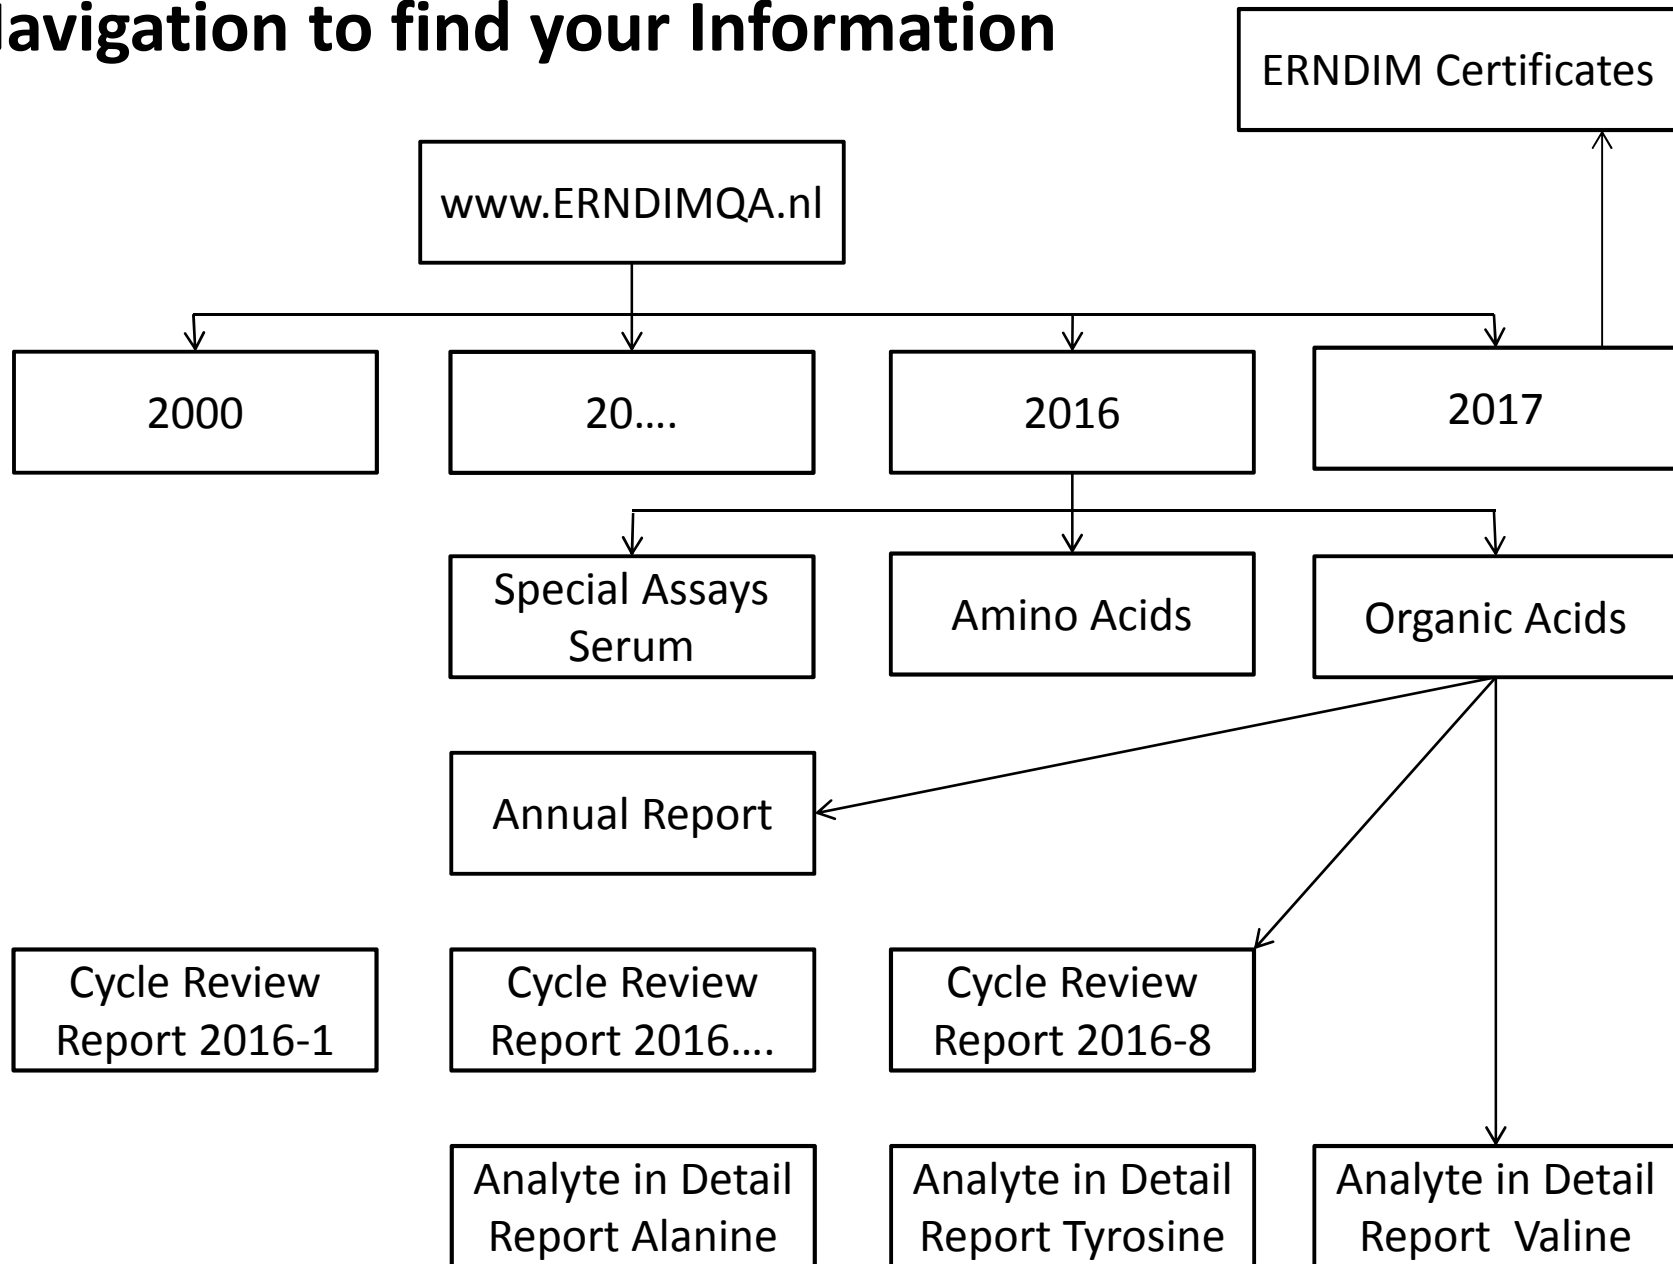 Navigation to find your Information
ERNDIM Certificates
www.ERNDIMQA.nl
2000
20....
2016
2017
Special Assays
Serum
Amino Acids
Organic Acids
Annual Report
Cycle Review
Report 2016-1
Cycle Review
Report 2016....
Cycle Review
Report 2016-8
Analyte in Detail
Report Alanine
Analyte in Detail
Report Tyrosine
Analyte in Detail
Report Valine